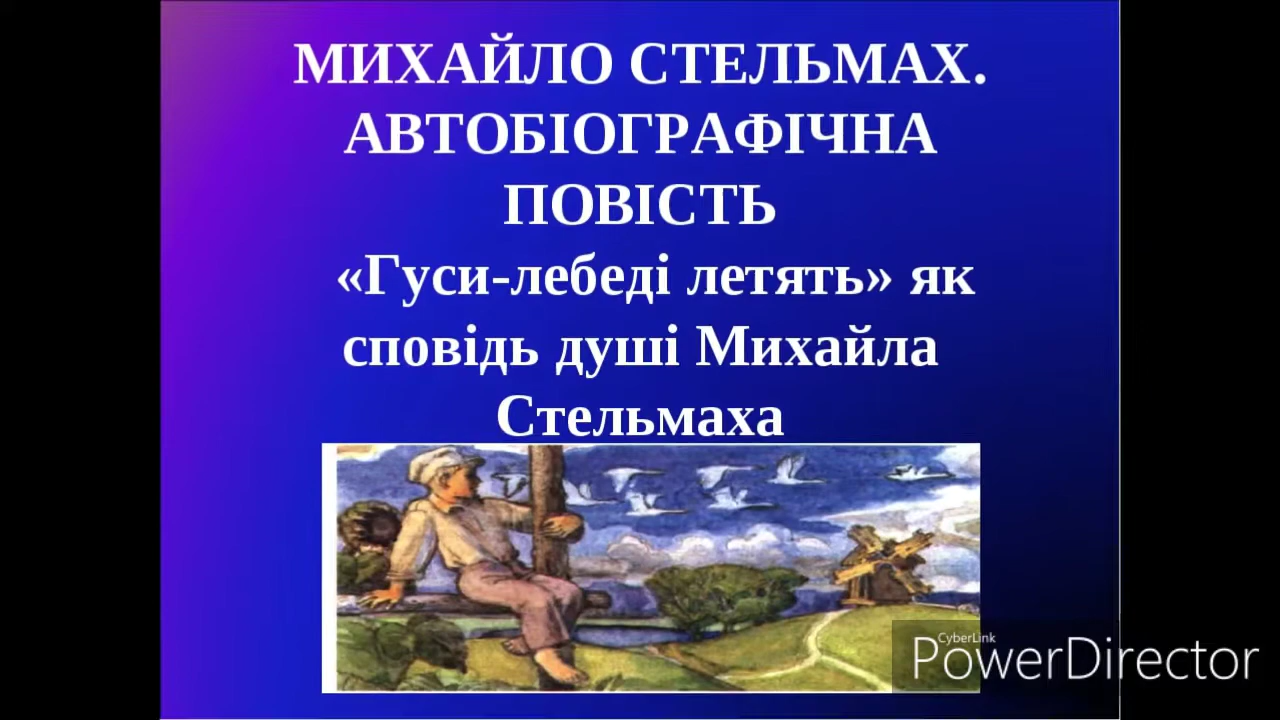 МИХАЙЛО СТЕЛЬМАХ.
АВТОБІОГРАФІЧНА
ПОВІСТЬ
«Гуси-лебеді летять» як
сповідь душі Михайла
Стельмаха
CyberLink
PowerDirector